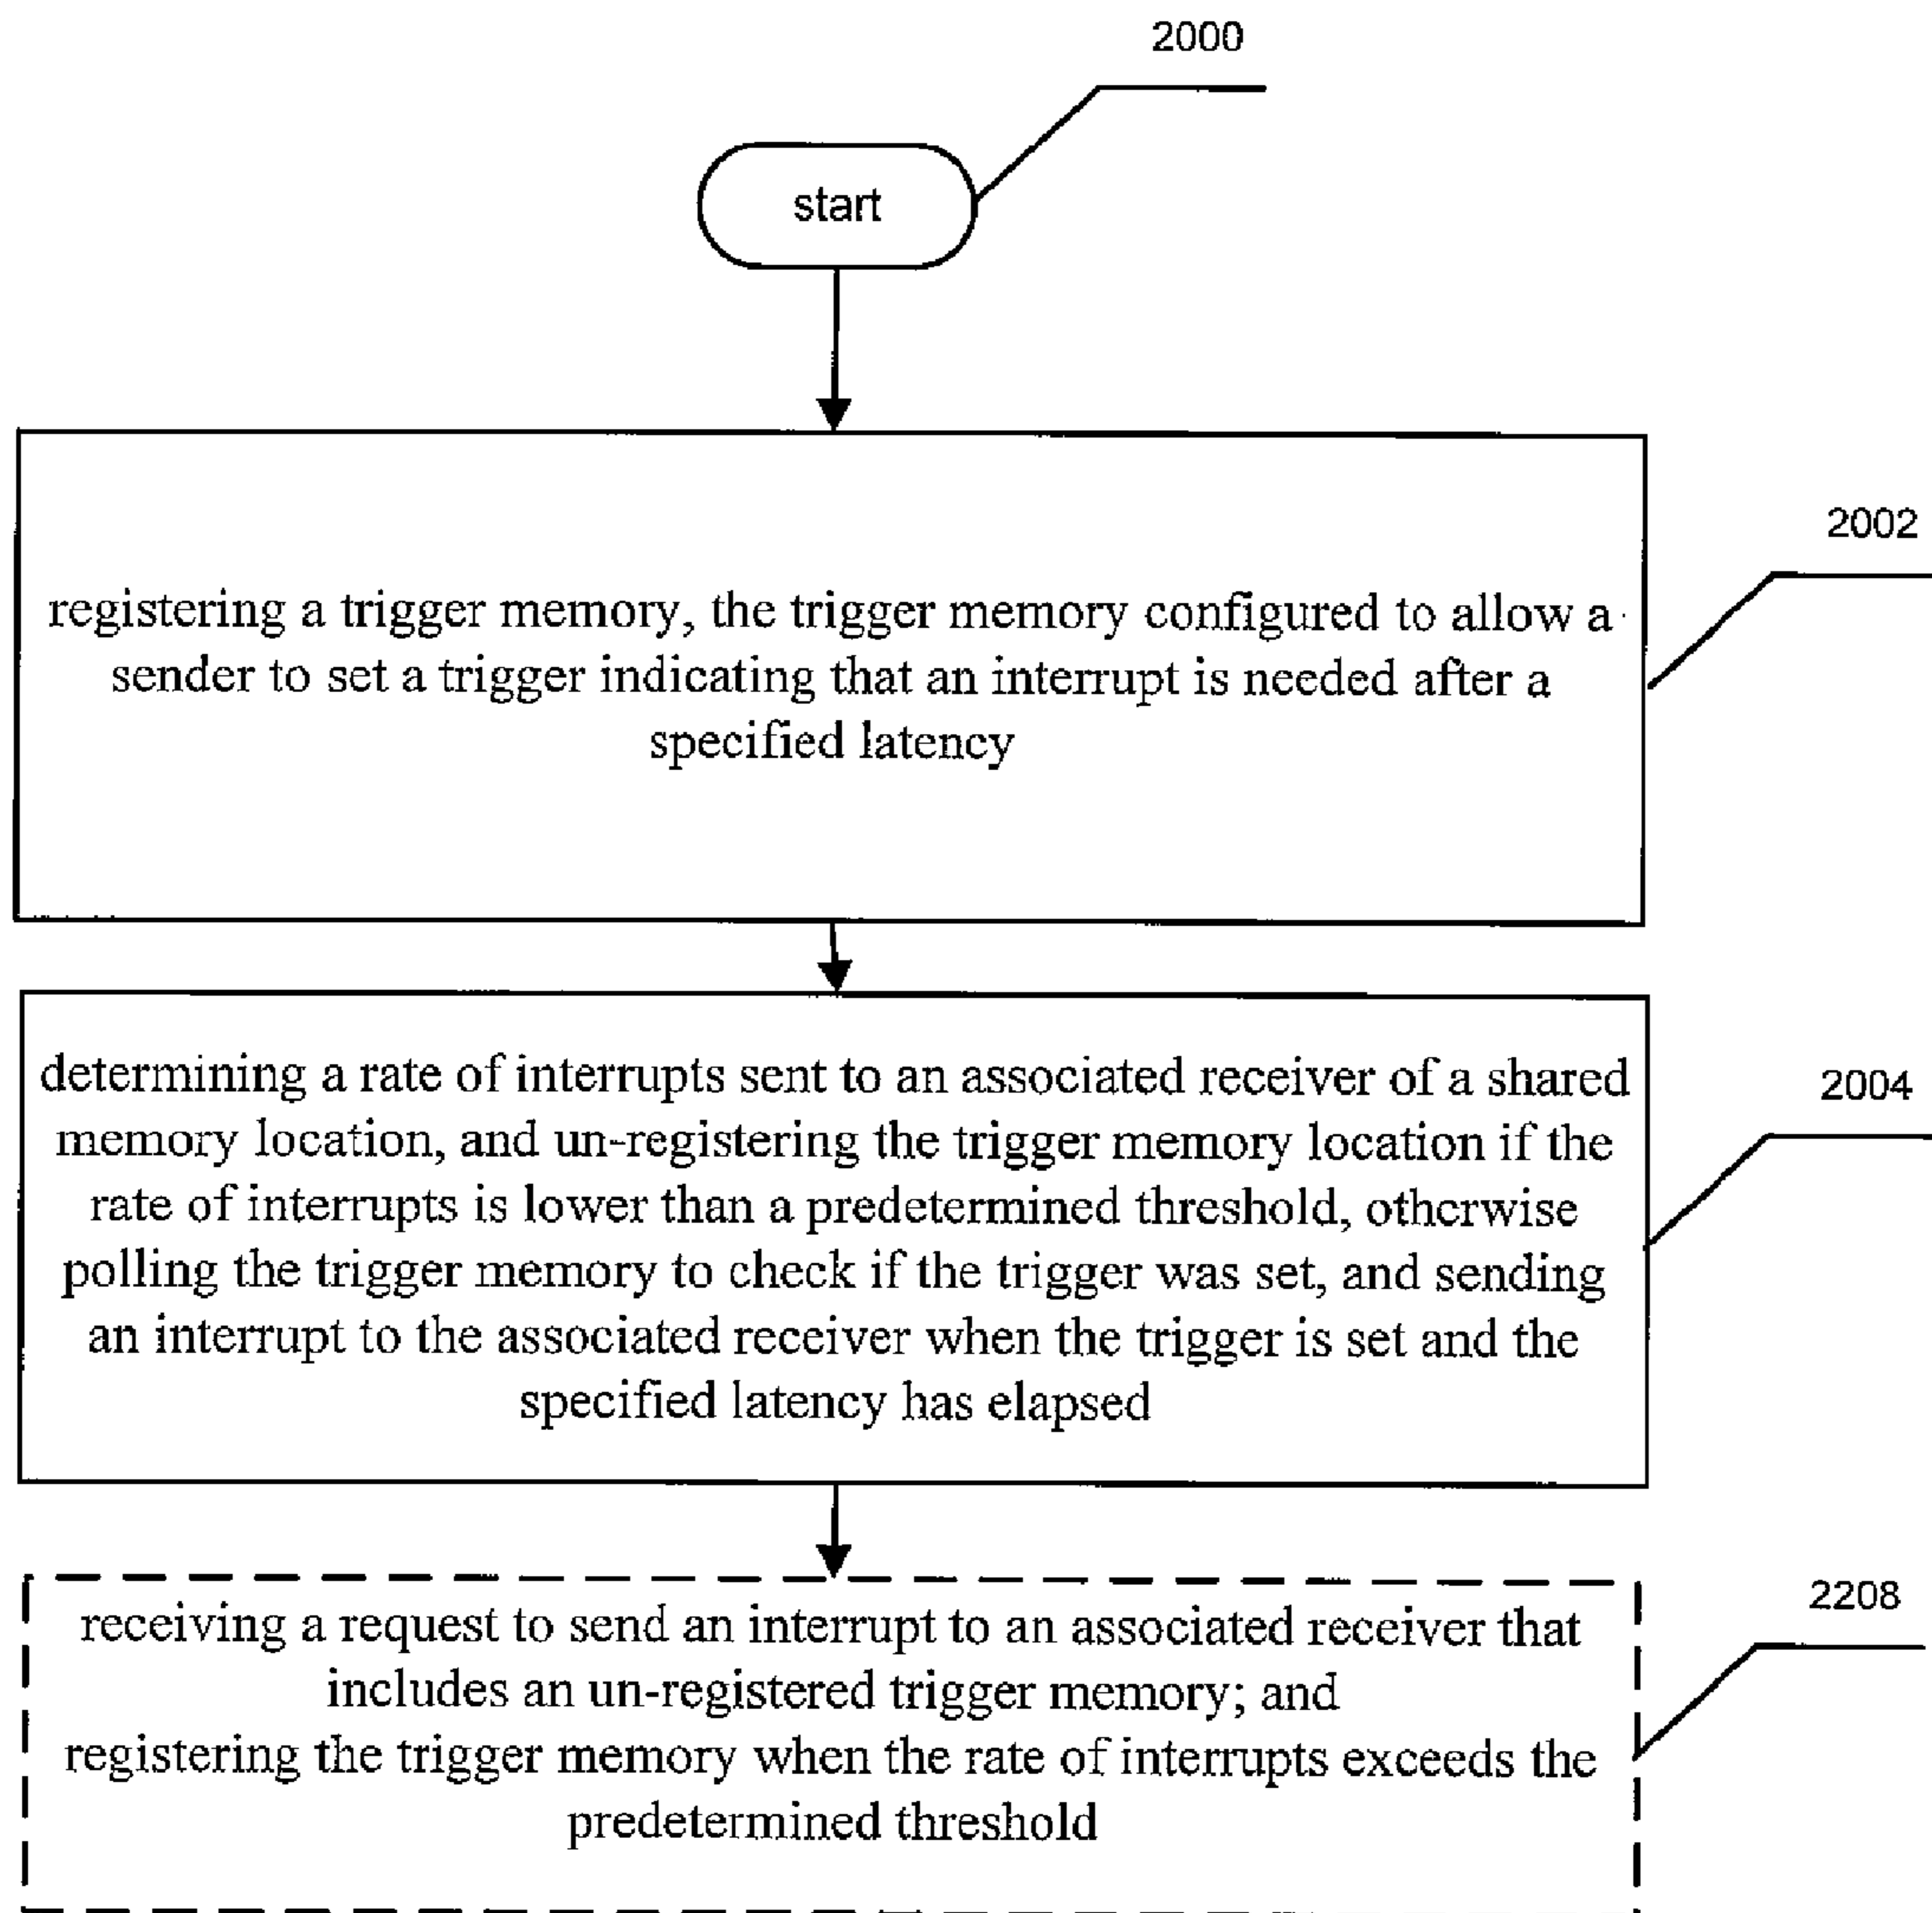 2000
start
2002
registering a trigger memory, the trigger memory configured to allow a
sender to set a trigger indicating that an interrupt is needed after a
specified latency
2004
determining a rate of interrupts sent to an associated receiver of a shared
memory location, and un-registering the trigger memory location if the
rate of interrupts is lower than a predetermined threshold, otherwise
polling the trigger memory to check if the trigger was set, and sending
an interrupt to the associated receiver when the trigger is set and the
specified latency has elapsed
2208
receiving a request to send an interrupt to an associated receiver that
includes an un-registered trigger memory; and
registering the trigger memory when the rate of interrupts exceeds the
predetermined threshold